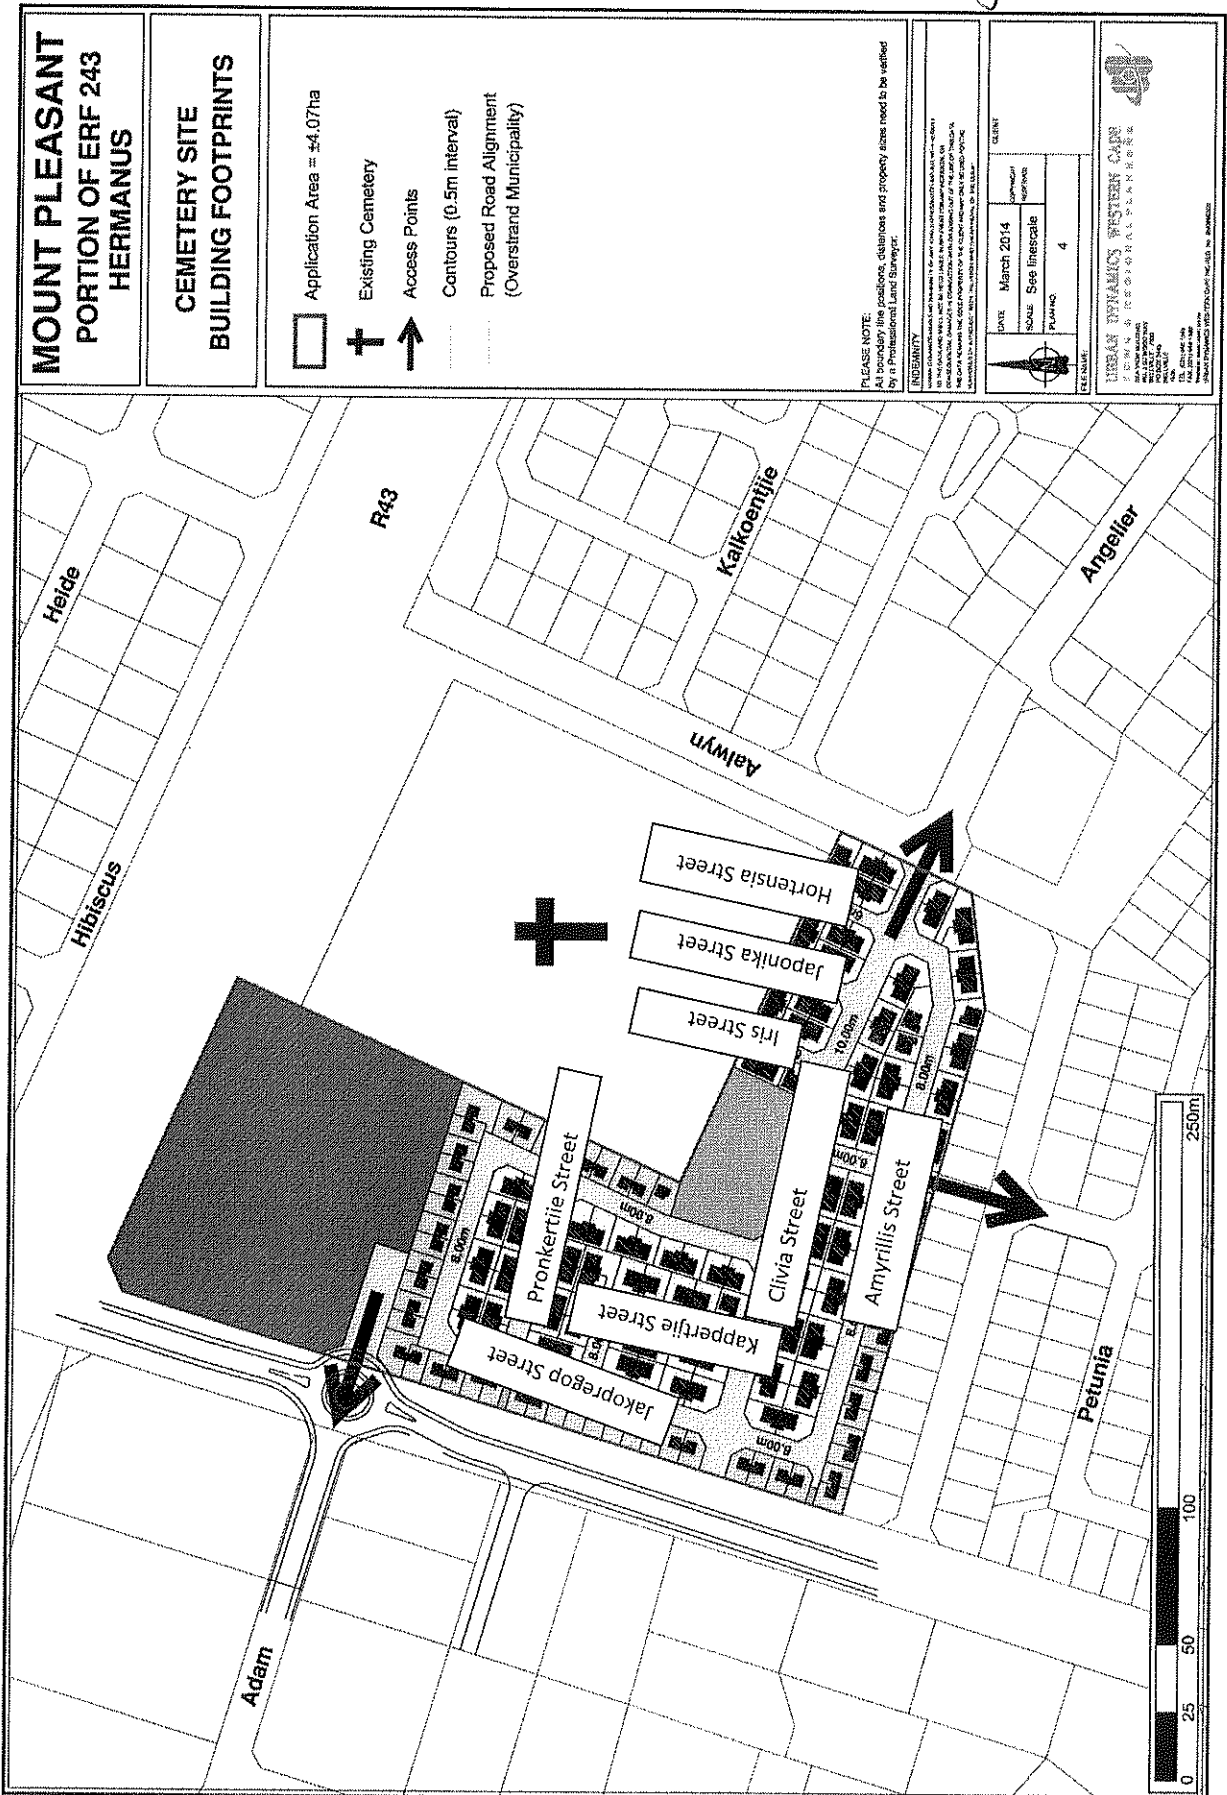 MOUNT PLEASANT
PORTION OF ERF 243
HERMANUS
CEMETERY SITE
BUILDING FOOTPRINTS
Application Area = ±4.07ha
Existing Cemetery
Access Points
Contours (0.5m interval)
Proposed Road Alignment
(Overstrand Municipality)
PLEASE NOTE:
All boundary line positions, distances and property sizes need to be verified
by a Professional Land Surveyor.
INDEMNITY
DATE March 2014
COPYRIGHT RESERVED
SCALE See linescale
PLAN NO. 4
CLIENT
FILE NAME:
URBAN DYNAMICS WESTERN CAPE
Heide
Hibiscus
R43
Kalkoentjie
Angelier
Aalwyn
Hortensia Street
Japonika Street
Iris Street
Pronkertjie Street
Clivia Street
Amyrillis Street
Kappertjie Street
Jakopregop Street
10.00m
8.00m
8.00m
8.00m
8.00m
8.00m
Petunia
Adam
0 25 50 100 250m